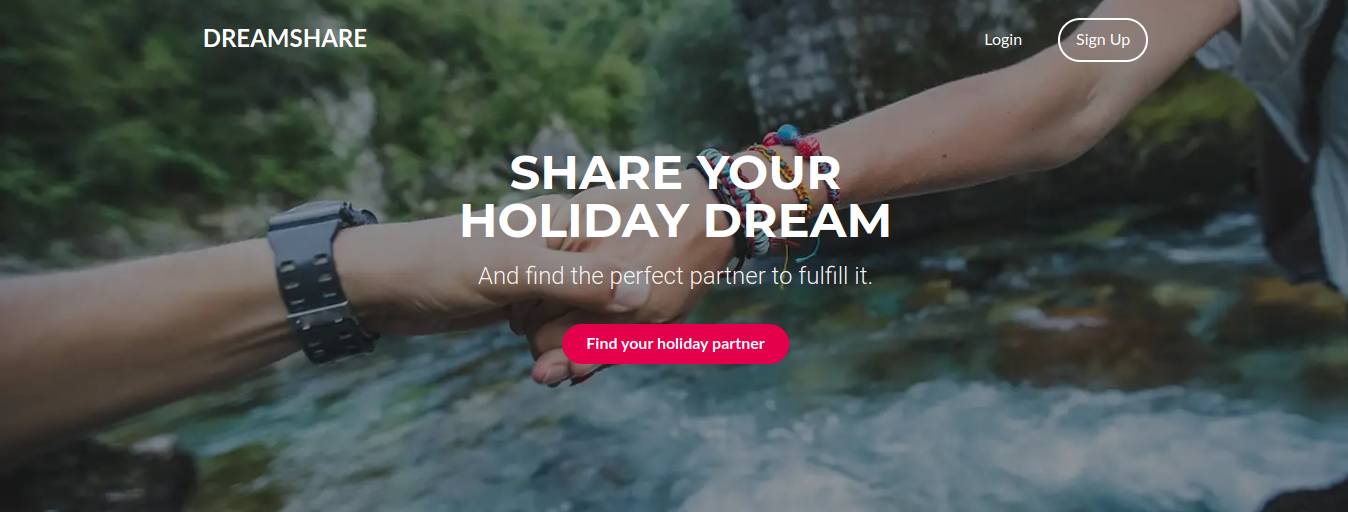 DREAMSHARE
Login
Sign Up
SHARE YOUR
HOLIDAY DREAM
And find the perfect partner to fulfill it.
Find your holiday partner